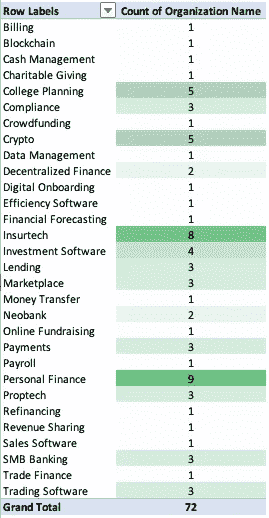 Row Labels Count of Organization Name
Billing 1
Blockchain 1
Cash Management 1
Charitable Giving 1
College Planning 5
Compliance 3
Crowdfunding 1
Crypto 5
Data Management 1
Decentralized Finance 2
Digital Onboarding 1
Efficiency Software 1
Financial Forecasting 1
Insurtech 8
Investment Software 4
Lending 3
Marketplace 3
Money Transfer 1
Neobank 2
Online Fundraising 1
Payments 3
Payroll 1
Personal Finance 9
Proptech 3
Refinancing 1
Revenue Sharing 1
Sales Software 1
SMB Banking 3
Trade Finance 1
Trading Software 3
Grand Total 72